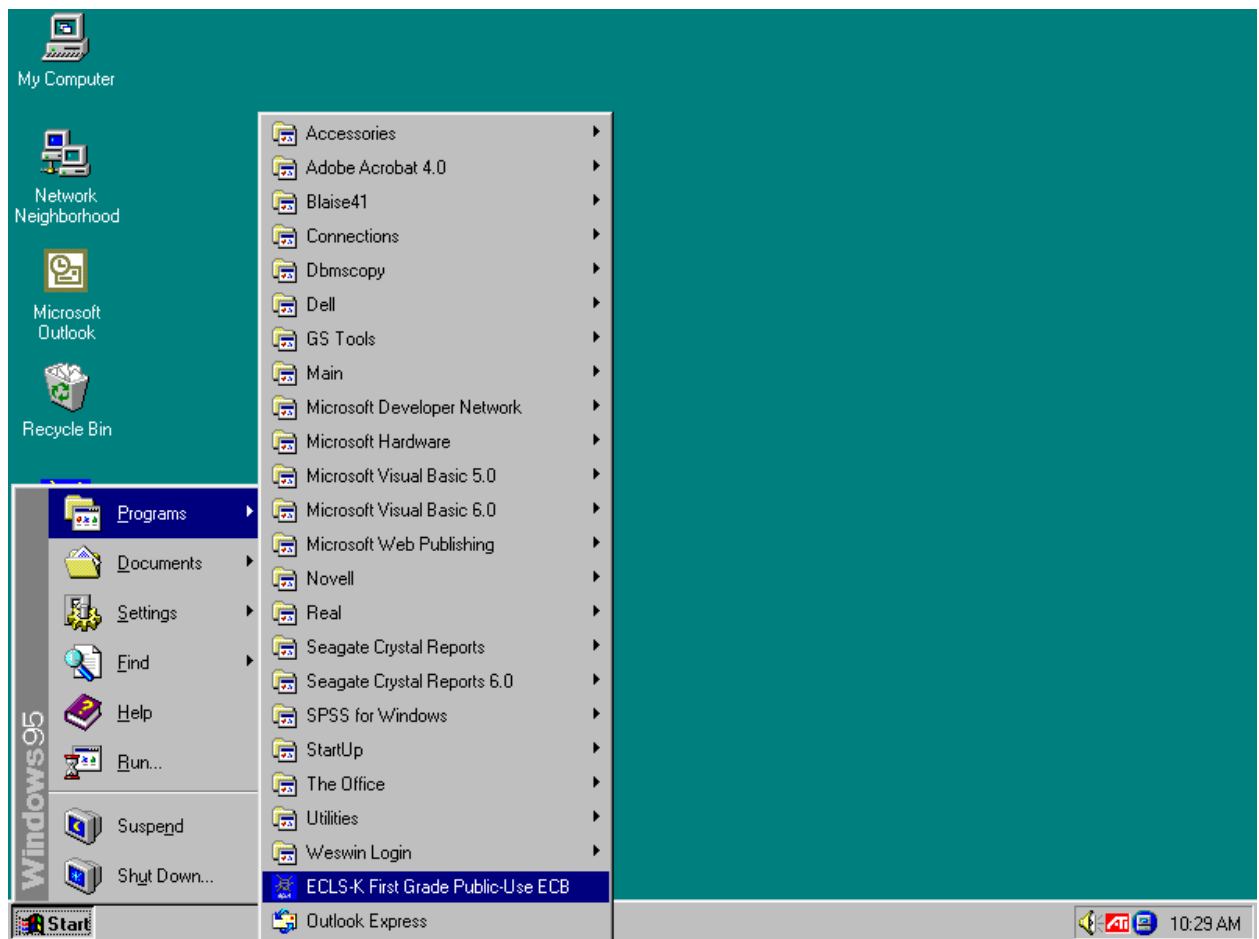 My Computer
Network
Neighborhood
Microsoft
Outlook
Recycle Bin
Programs
Documents
Settings
Find
Help
Run...
Suspend
Shut Down...
Windows95
Accessories
Adobe Acrobat 4.0
Blaise41
Connections
Dbmscopy
Dell
GS Tools
Main
Microsoft Developer Network
Microsoft Hardware
Microsoft Visual Basic 5.0
Microsoft Visual Basic 6.0
Microsoft Web Publishing
Novell
Real
Seagate Crystal Reports
Seagate Crystal Reports 6.0
SPSS for Windows
StartUp
The Office
Utilities
Weswin Login
ECLS-K First Grade Public-Use ECB
Outlook Express
Start
ATI
10:29 AM